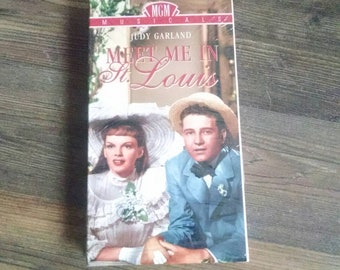 MGM
MUSICALS
JUDY GARLAND
MEET ME IN
St. Louis